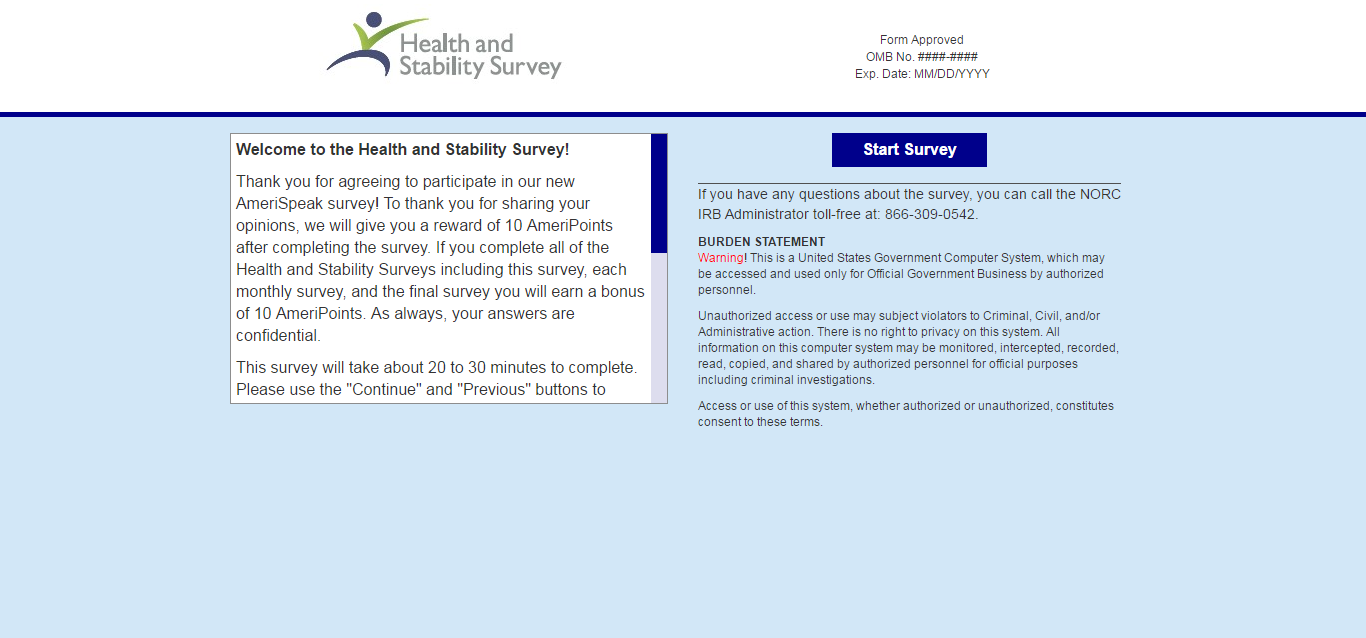 Health and
Stability Survey
Form Approved
OMB No. ####-####
Exp. Date: MM/DD/YYYY
Welcome to the Health and Stability Survey!
Thank you for agreeing to participate in our new
AmeriSpeak survey! To thank you for sharing your
opinions, we will give you a reward of 10 AmeriPoints
after completing the survey. If you complete all of the
Health and Stability Surveys including this survey, each
monthly survey, and the final survey you will earn a bonus
of 10 AmeriPoints. As always, your answers are
confidential.
This survey will take about 20 to 30 minutes to complete.
Please use the "Continue" and "Previous" buttons to
Start Survey
If you have any questions about the survey, you can call the NORC
IRB Administrator toll-free at: 866-309-0542.
BURDEN STATEMENT
Warning! This is a United States Government Computer System, which may
be accessed and used only for Official Government Business by authorized
personnel.
Unauthorized access or use may subject violators to Criminal, Civil, and/or
Administrative action. There is no right to privacy on this system. All
information on this computer system may be monitored, intercepted, recorded,
read, copied, and shared by authorized personnel for official purposes
including criminal investigations.
Access or use of this system, whether authorized or unauthorized, constitutes
consent to these terms.